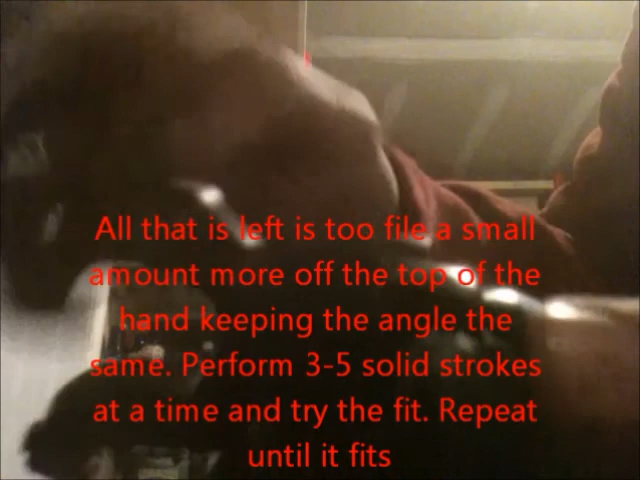 All that is left is too file a small
amount more off the top of the
hand keeping the angle the
same. Perform 3-5 solid strokes
at a time and try the fit. Repeat
until it fits